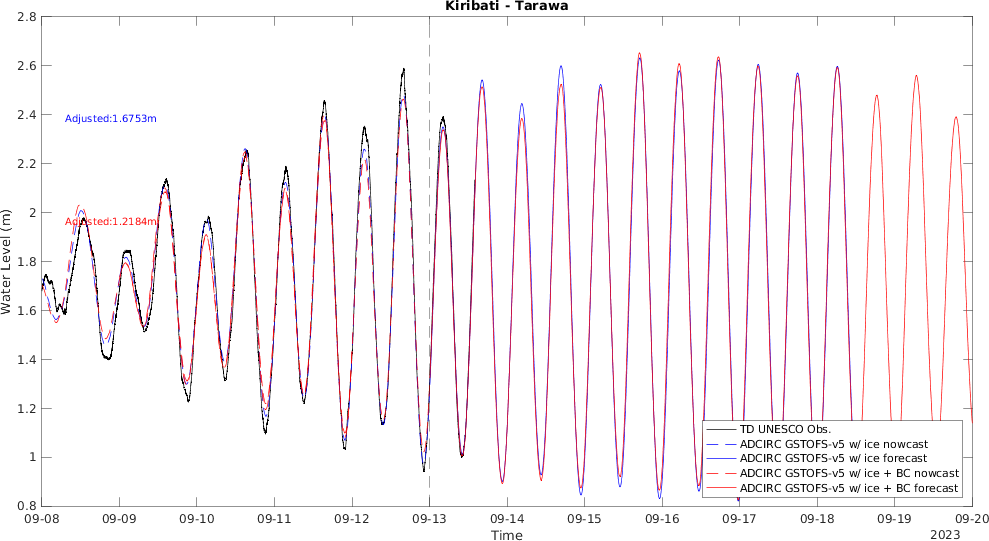 Kiribati - Tarawa
2.8
2.6
2.4
2.2
2
1.8
1.6
1.4
1.2
1
0.8
Water Level (m)
Adjusted:1.6753m
Adjusted:1.2184m
TD UNESCO Obs.
ADCIRC GSTOFS-v5 w/ ice nowcast
ADCIRC GSTOFS-v5 w/ ice forecast
ADCIRC GSTOFS-v5 w/ ice + BC nowcast
ADCIRC GSTOFS-v5 w/ ice + BC forecast
09-08 09-09 09-10 09-11 09-12 09-13 09-14 09-15 09-16 09-17 09-18 09-19 09-20
Time
2023